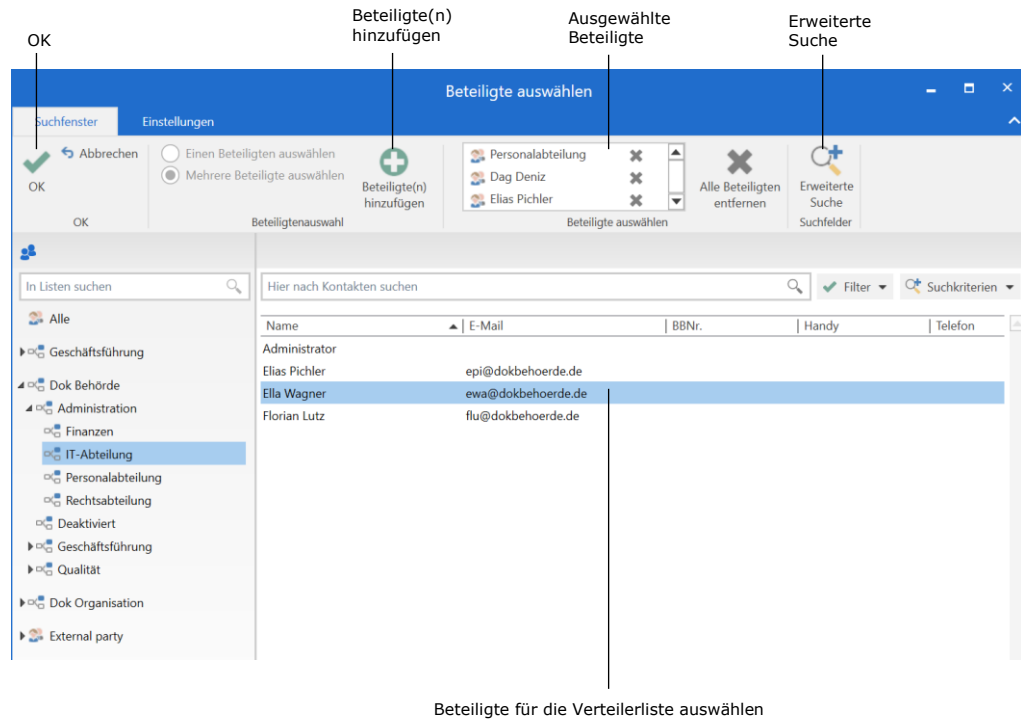 OK
Beteiligte(n)
hinzufügen
Ausgewählte
Beteiligte
Erweiterte
Suche
Beteiligte auswählen
Suchfenster Einstellungen
OK
Abbrechen
OK
Einen Beteiligten auswählen
Mehrere Beteiligte auswählen
Beteiligte(n)
hinzufügen
Beteiligtenauswahl
Personalabteilung
Dag Deniz
Elias Pichler
Alle Beteiligten
entfernen
Beteiligte auswählen
Erweiterte
Suche
Suchfelder
In Listen suchen
Alle
Geschäftsführung
Dok Behörde
Administration
Finanzen
IT-Abteilung
Personalabteilung
Rechtsabteilung
Deaktiviert
Geschäftsführung
Qualität
Dok Organisation
External party
Hier nach Kontakten suchen
Filter
Suchkriterien
Name E-Mail BBNr. Handy Telefon
Administrator
Elias Pichler epi@dokbehoerde.de
Ella Wagner ewa@dokbehoerde.de
Florian Lutz flu@dokbehoerde.de
Beteiligte für die Verteilerliste auswählen